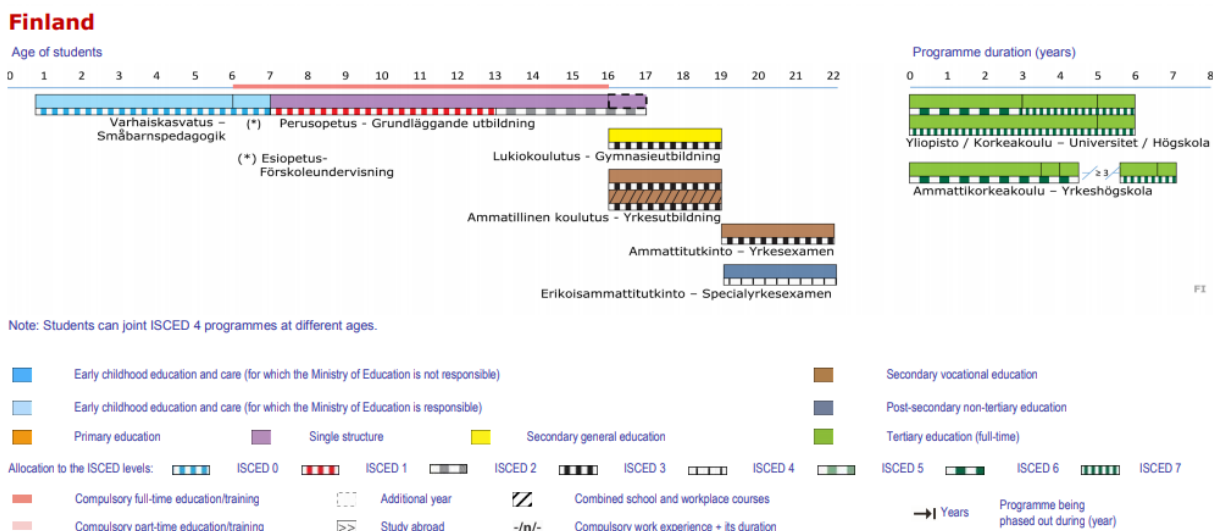 Finland
Age of students
Programme duration (years)
0 1 2 3 4 5 6 7 8 9 10 11 12 13 14 15 16 17 18 19 20 21 22
0 1 2 3 4 5 6 7 8
Varhaiskasvatus –
Småbarnspedagogik
(*)
Perusopetus - Grundläggande utbildning
(*) Esiopetus-
Förskoleundervisning
Lukiokoulutus - Gymnasieutbildning
Ammatillinen koulutus - Yrkesutbildning
Ammattitutkinto – Yrkesexamen
Erikoisammattitutkinto – Specialyrkesexamen
Yliopisto / Korkeakoulu – Universitet / Högskola
≥ 3
Ammattikorkeakoulu – Yrkeshögskola
FI
Note: Students can joint ISCED 4 programmes at different ages.
Early childhood education and care (for which the Ministry of Education is not responsible)
Secondary vocational education
Early childhood education and care (for which the Ministry of Education is responsible)
Post-secondary non-tertiary education
Primary education
Single structure
Secondary general education
Tertiary education (full-time)
Allocation to the ISCED levels: ISCED 0 ISCED 1 ISCED 2 ISCED 3 ISCED 4 ISCED 5 ISCED 6 ISCED 7
Compulsory full-time education/training
Additional year
Combined school and workplace courses
Years
Programme being
phased out during (year)
Compulsory part-time education/training
>> Study abroad
-/n/- Compulsory work experience + its duration